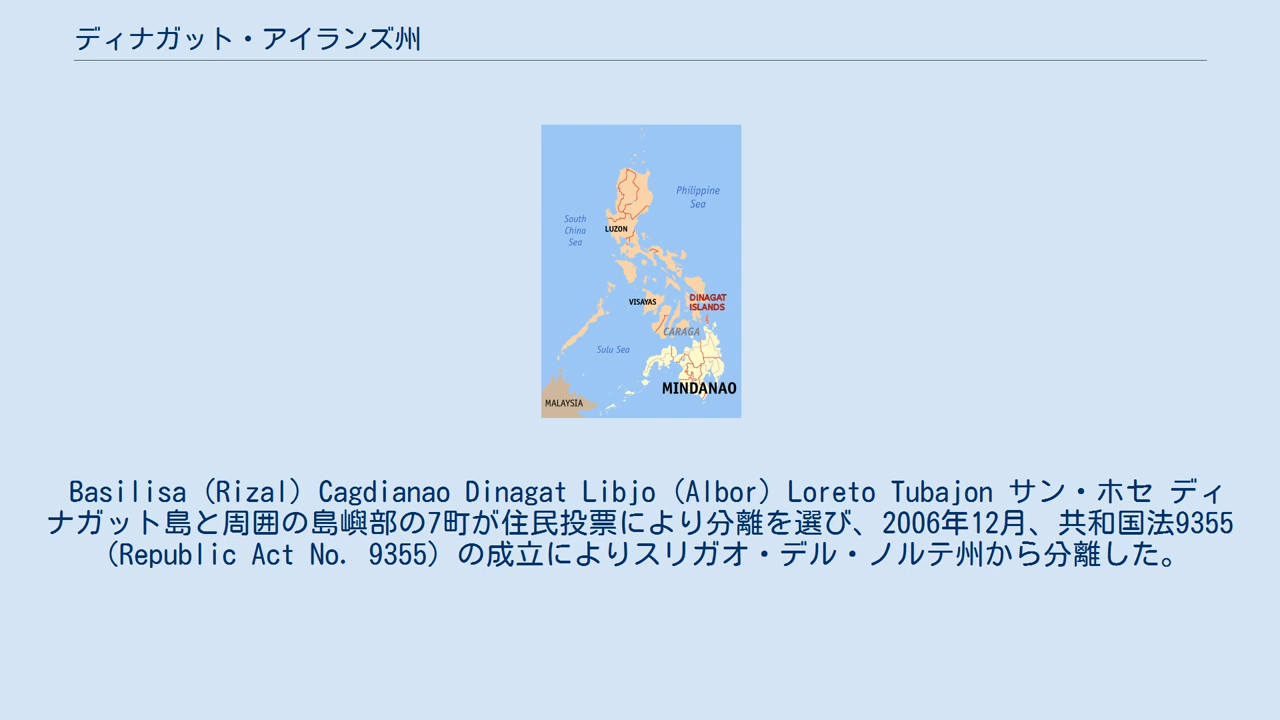 ディナガット・アイランズ州
Philippine
Sea
South
China
Sea
LUZON
VISAYAS
DINAGAT
ISLANDS
CARAGA
Sulu Sea
MINDANAO
MALAYSIA
Basilisa (Rizal) Cagdianao Dinagat Libjo (Albor) Loreto Tubajon サン・ホセ ディ
ナガット島と周囲の島嶼部の7町が住民投票により分離を選び、2006年12月、共和国法9355
(Republic Act No. 9355) の成立によりスリガオ・デル・ノルテ州から分離した。